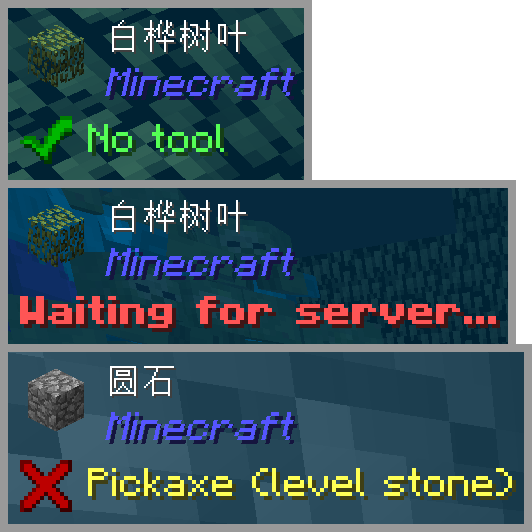 白桦树叶
Minecraft
No tool
白桦树叶
Minecraft
Waiting for server...
圆石
Minecraft
Pickaxe (level stone)